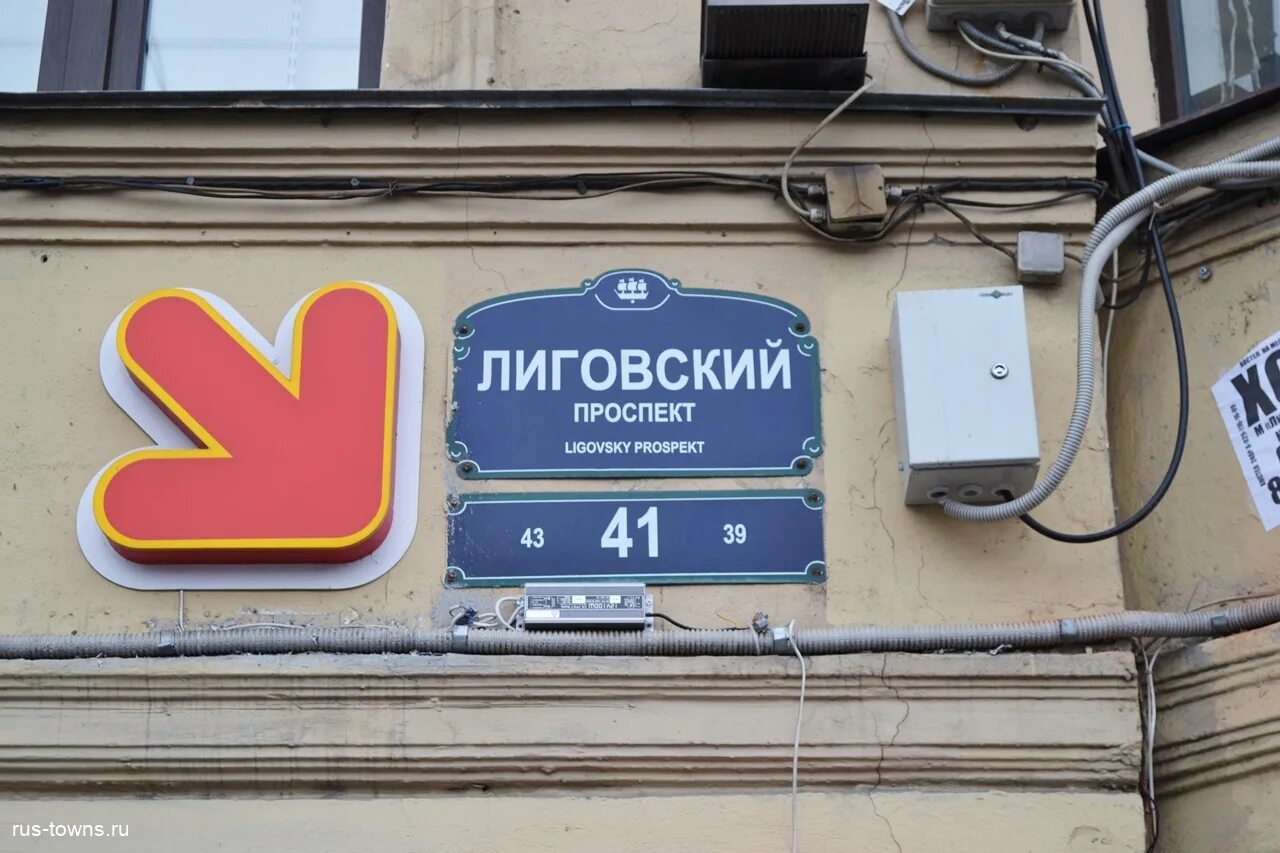 ЛИГОВСКИЙ
ПРОСПЕКТ
LIGOVSKY PROSPEKT
43 41 39
rus-towns.ru